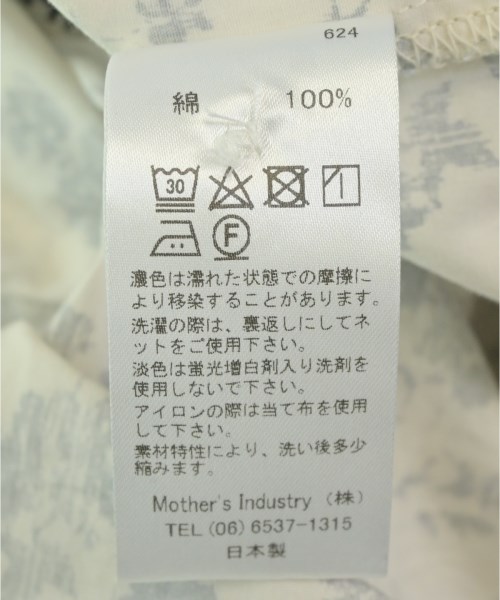 624
綿 100%
30
F
濃色は濡れた状態での摩擦に
より移染することがあります。
洗濯の際は、裏返しにしてネ
ットをご使用下さい。
淡色は蛍光増白剤入り洗剤を
使用しないで下さい。
アイロンの際は当て布を使用
して下さい。
素材特性により、洗い後多少
縮みます。
Mother's Industry (株)
TEL (06) 6537-1315
日本製